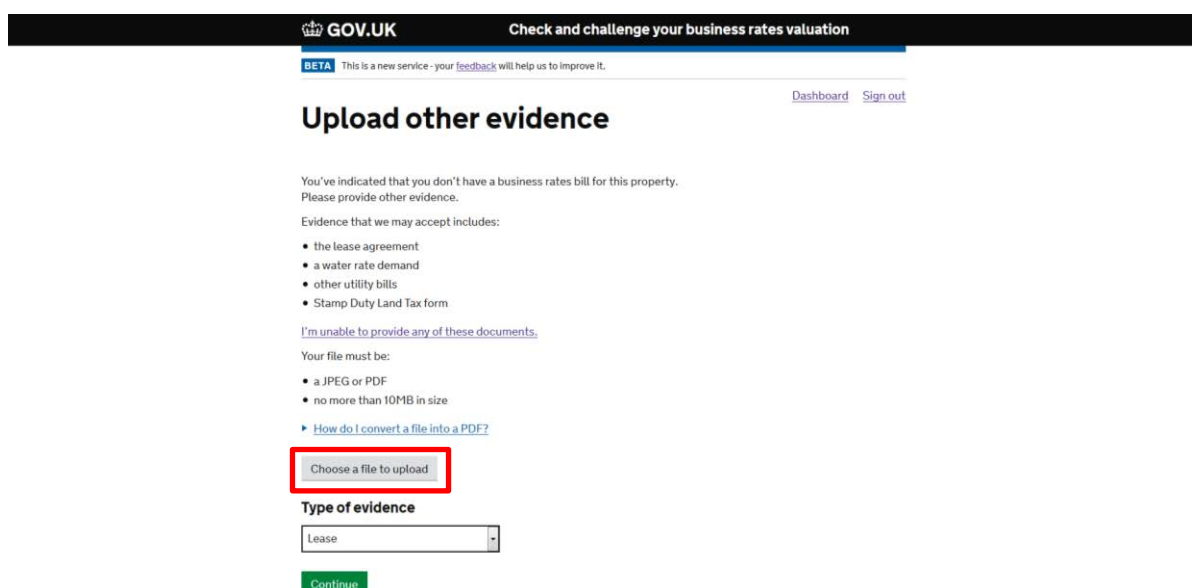 GOV.UK Check and challenge your business rates valuation
BETA This is a new service - your feedback will help us to improve it.
Dashboard Sign out
Upload other evidence
You've indicated that you don't have a business rates bill for this property.
Please provide other evidence.
Evidence that we may accept includes:
• the lease agreement
• a water rate demand
• other utility bills
• Stamp Duty Land Tax form
I'm unable to provide any of these documents.
Your file must be:
• a JPEG or PDF
• no more than 10MB in size
How do I convert a file into a PDF?
Choose a file to upload
Type of evidence
Lease
Continue